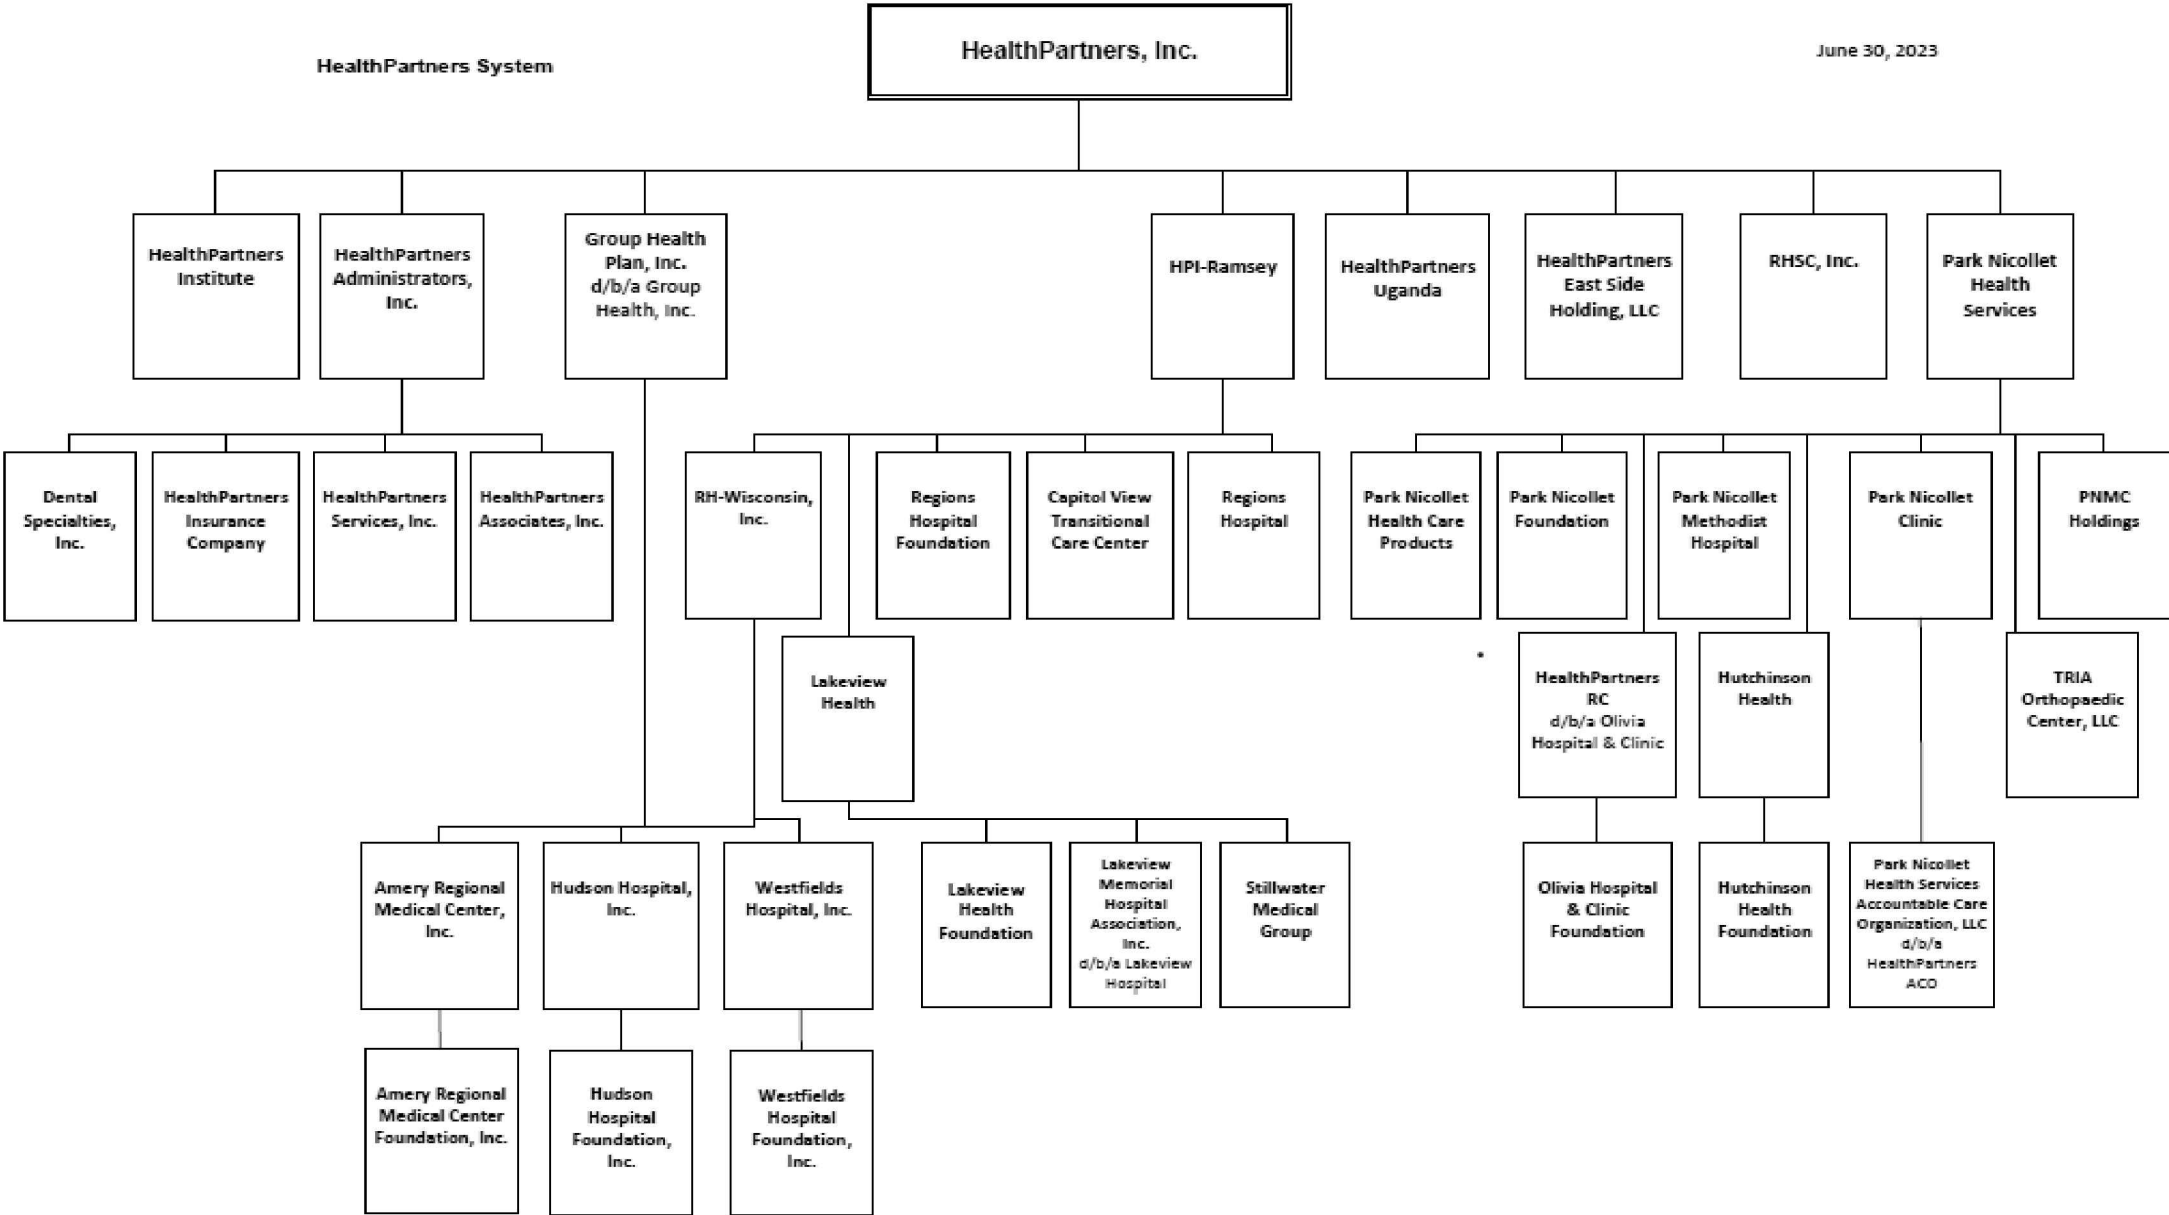 HealthPartners, Inc.
HealthPartners System
June 30, 2023
HealthPartners
Institute
HealthPartners
Administrators,
Inc.
Group Health
Plan, Inc.
d/b/a Group
Health, Inc.
HPI-Ramsey
HealthPartners
Uganda
HealthPartners
East Side
Holding, LLC
RHSC, Inc.
Park Nicollet
Health
Services
Dental
Specialties,
Inc.
HealthPartners
Insurance
Company
HealthPartners
Services, Inc.
HealthPartners
Associates, Inc.
RH-Wisconsin,
Inc.
Regions
Hospital
Foundation
Capitol View
Transitional
Care Center
Regions
Hospital
Park Nicollet
Health Care
Products
Park Nicollet
Foundation
Park Nicollet
Methodist
Hospital
Park Nicollet
Clinic
PNMC
Holdings
Lakeview
Health
HealthPartners
RC
d/b/a Olivia
Hospital & Clinic
Hutchinson
Health
TRIA
Orthopaedic
Center, LLC
Amery Regional
Medical Center,
Inc.
Hudson Hospital,
Inc.
Westfields
Hospital, Inc.
Lakeview
Health
Foundation
Lakeview
Memorial
Hospital
Association,
Inc.
d/b/a Lakeview
Hospital
Stillwater
Medical
Group
Olivia Hospital
& Clinic
Foundation
Hutchinson
Health
Foundation
Park Nicollet
Health Services
Accountable Care
Organization, LLC
d/b/a
HealthPartners
ACO
Amery Regional
Medical Center
Foundation, Inc.
Hudson
Hospital
Foundation,
Inc.
Westfields
Hospital
Foundation,
Inc.